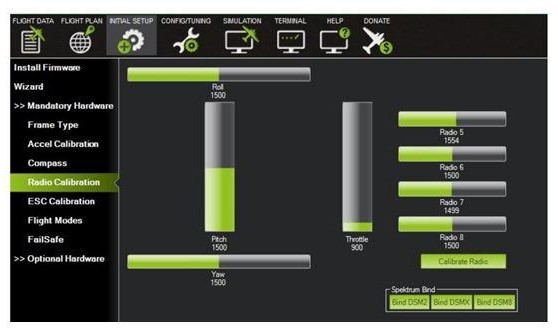 FLIGHT DATA FLIGHT PLAN INITIAL SETUP CONFIG/TUNING SIMULATION TERMINAL HELP DONATE
Install Firmware
Wizard
>> Mandatory Hardware
Frame Type
Accel Calibration
Compass
Radio Calibration
ESC Calibration
Flight Modes
FailSafe
>> Optional Hardware
Roll
1500
Pitch
1500
Throttle
900
Yaw
1500
Radio 5
1554
Radio 6
1500
Radio 7
1499
Radio 8
1500
Calibrate Radio
Spektrum Bind
Bind DSM2 Bind DSMX Bind DSM8